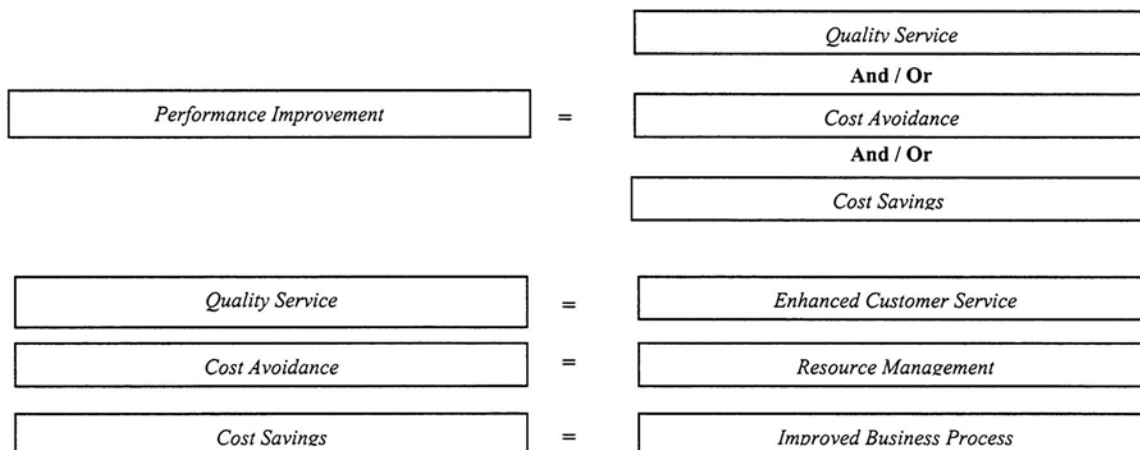 Quality Service
And / Or
Performance Improvement = Cost Avoidance
And / Or
Cost Savings
Quality Service = Enhanced Customer Service
Cost Avoidance = Resource Management
Cost Savings = Improved Business Process